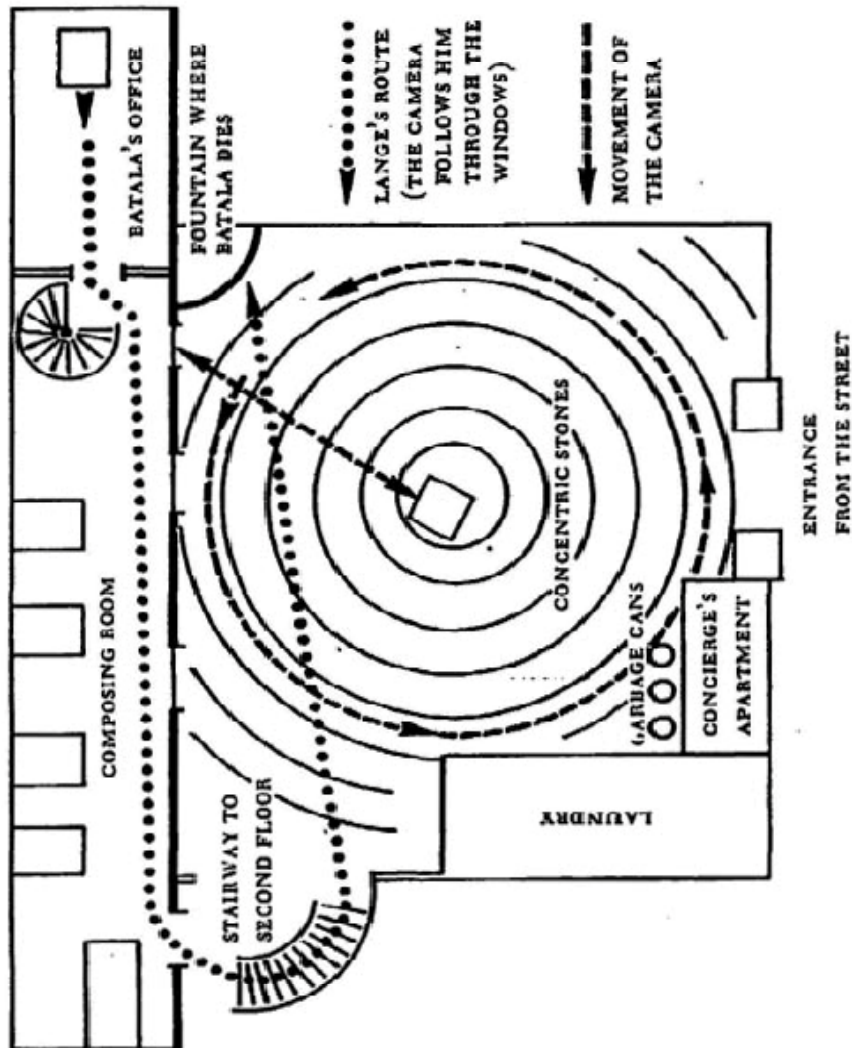 BATALA'S OFFICE
FOUNTAIN WHERE
BATALA DIES
LANGE'S ROUTE
(THE CAMERA
FOLLOWS HIM
THROUGH THE
WINDOWS)
MOVEMENT OF
THE CAMERA
COMPOSING ROOM
CONCENTRIC STONES
ENTRANCE
FROM THE STREET
STAIRWAY TO
SECOND FLOOR
GARBAGE CANS
CONCIERGE'S
APARTMENT
LAUNDRY